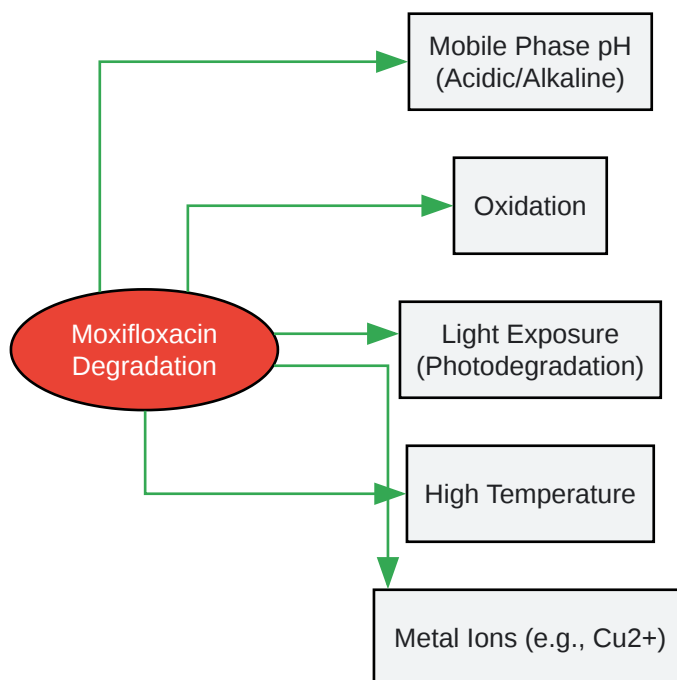 Mobile Phase pH
(Acidic/Alkaline)
Oxidation
Moxifloxacin
Degradation
Light Exposure
(Photodegradation)
High Temperature
Metal Ions (e.g., Cu2+)